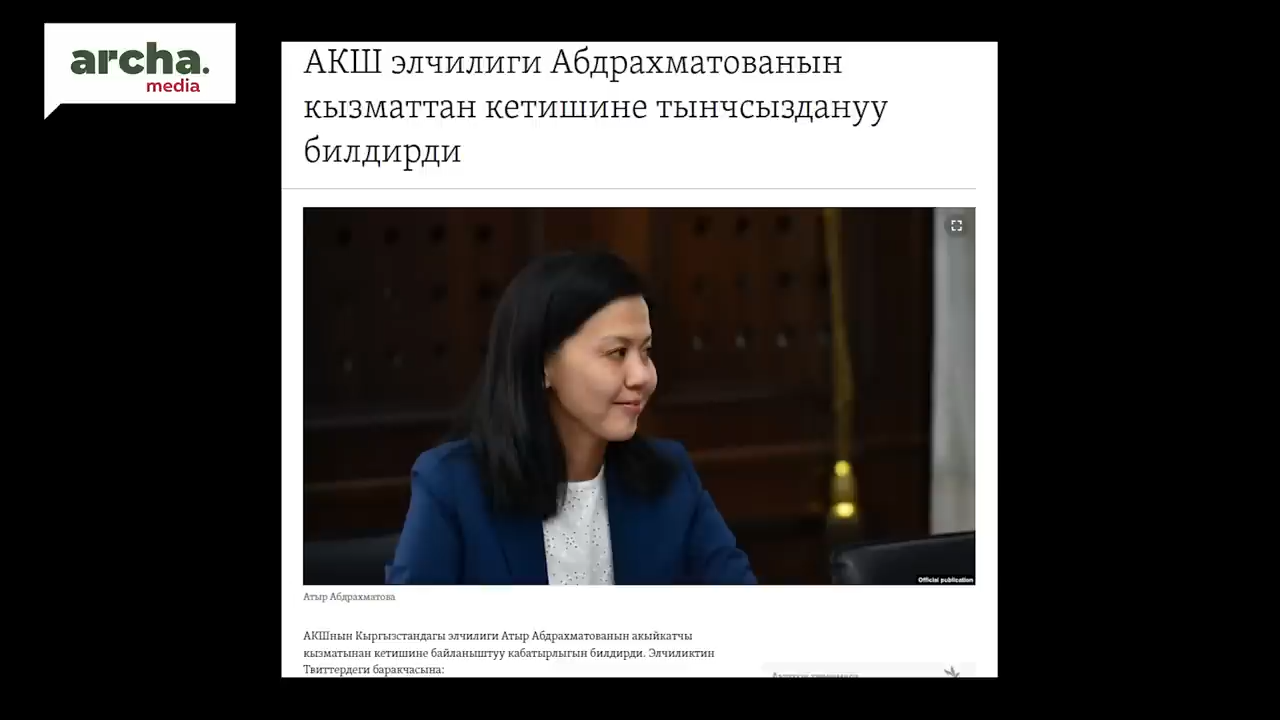 archa.
media
АКШ элчилиги Абдрахматованын
кызматтан кетишине тынчсыздануу
билдирди
Official publication
Атыр Абдрахматова
АКШнын Кыргызстандагы элчилиги Атыр Абдрахматованын акыйкатчы
кызматынан кетишине байланыштуу кабатырлыгын билдирди. Элчиликтин
Твиттердеги баракчасына: